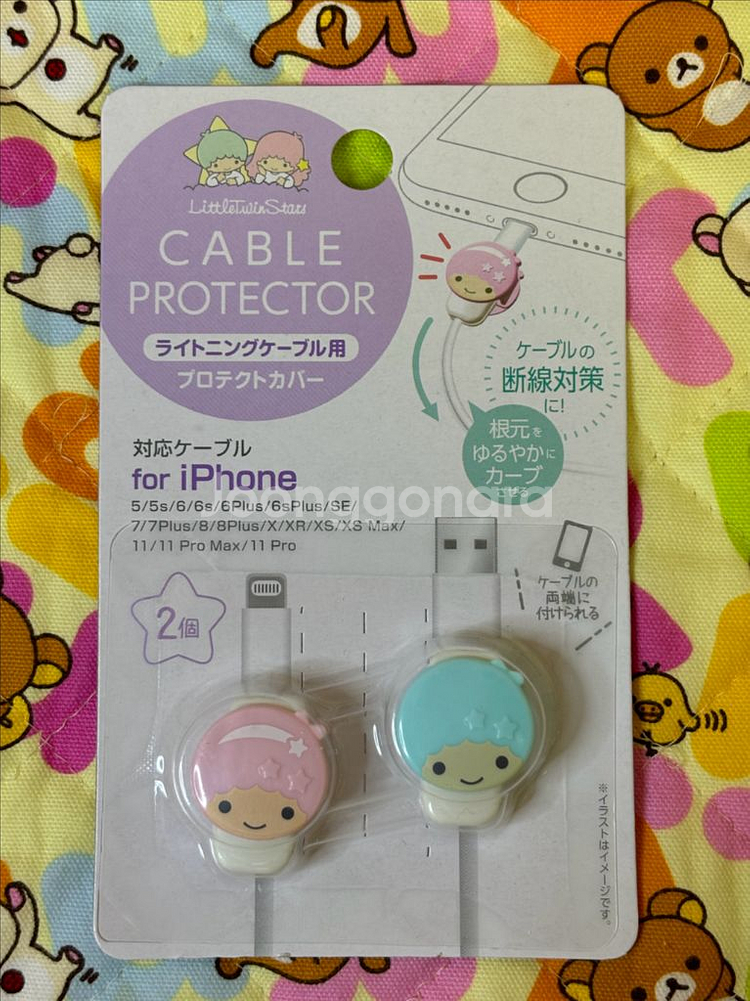 LittleTwinStars
CABLE
PROTECTOR
ライトニングケーブル用
プロテクトカバー
ケーブルの
断線対策
に!
根元を
ゆるやかに
カーブ
させる
対応ケーブル
for iPhone
5/5s/6/6s/6Plus/6sPlus/SE/
7/7Plus/8/8Plus/X/XR/XS/XS Max/
11/11 Pro Max/11 Pro
joonggonara
2個
ケーブルの
両端に
付けられる
※イラストはイメージです。